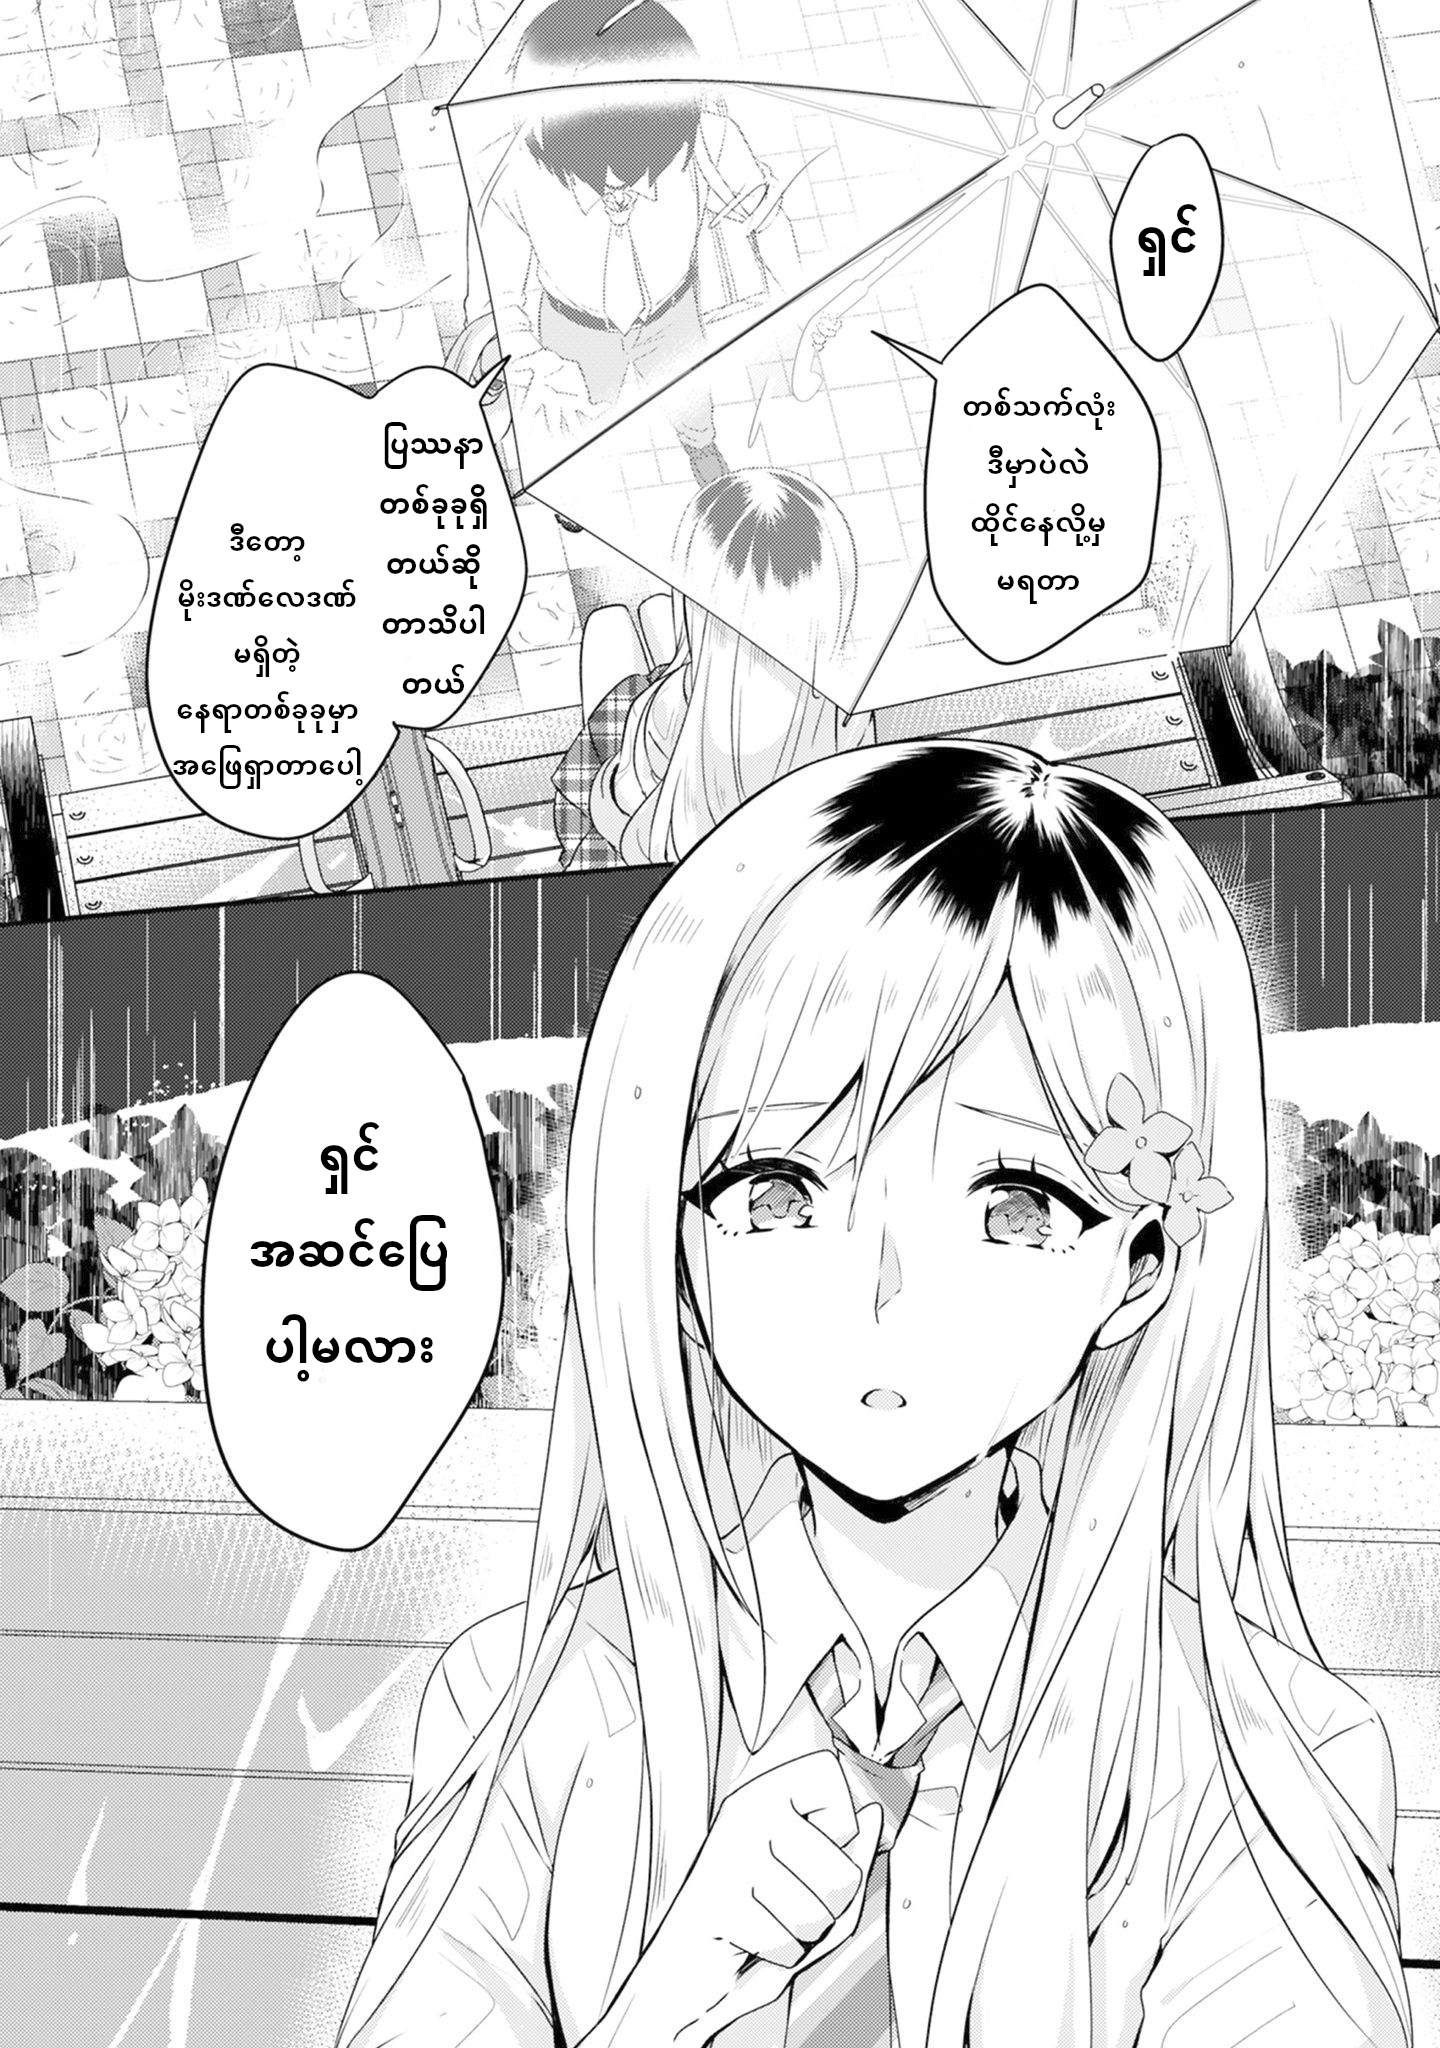 ရှင်
တစ်သက်လုံး
ဒီမှာပဲလဲ
ထိုင်နေလို့မှ
မရတာ
ပြဿနာ
တစ်ခုခုရှိ
တယ်ဆို
တာသိပါ
တယ်
ဒီတော့
မိုးဒဏ်လေဒဏ်
မရှိတဲ့
နေရာတစ်ခုခုမှာ
အဖြေရှာတာပေါ့
ရှင်
အဆင်ပြေ
ပါ့မလား